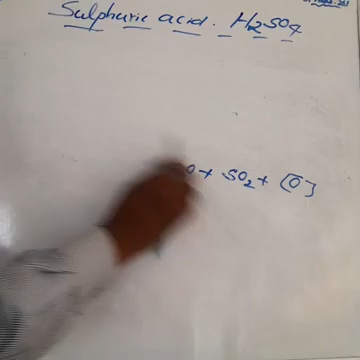 Sulphuric acid. H2SO4
O + SO2 + [O]